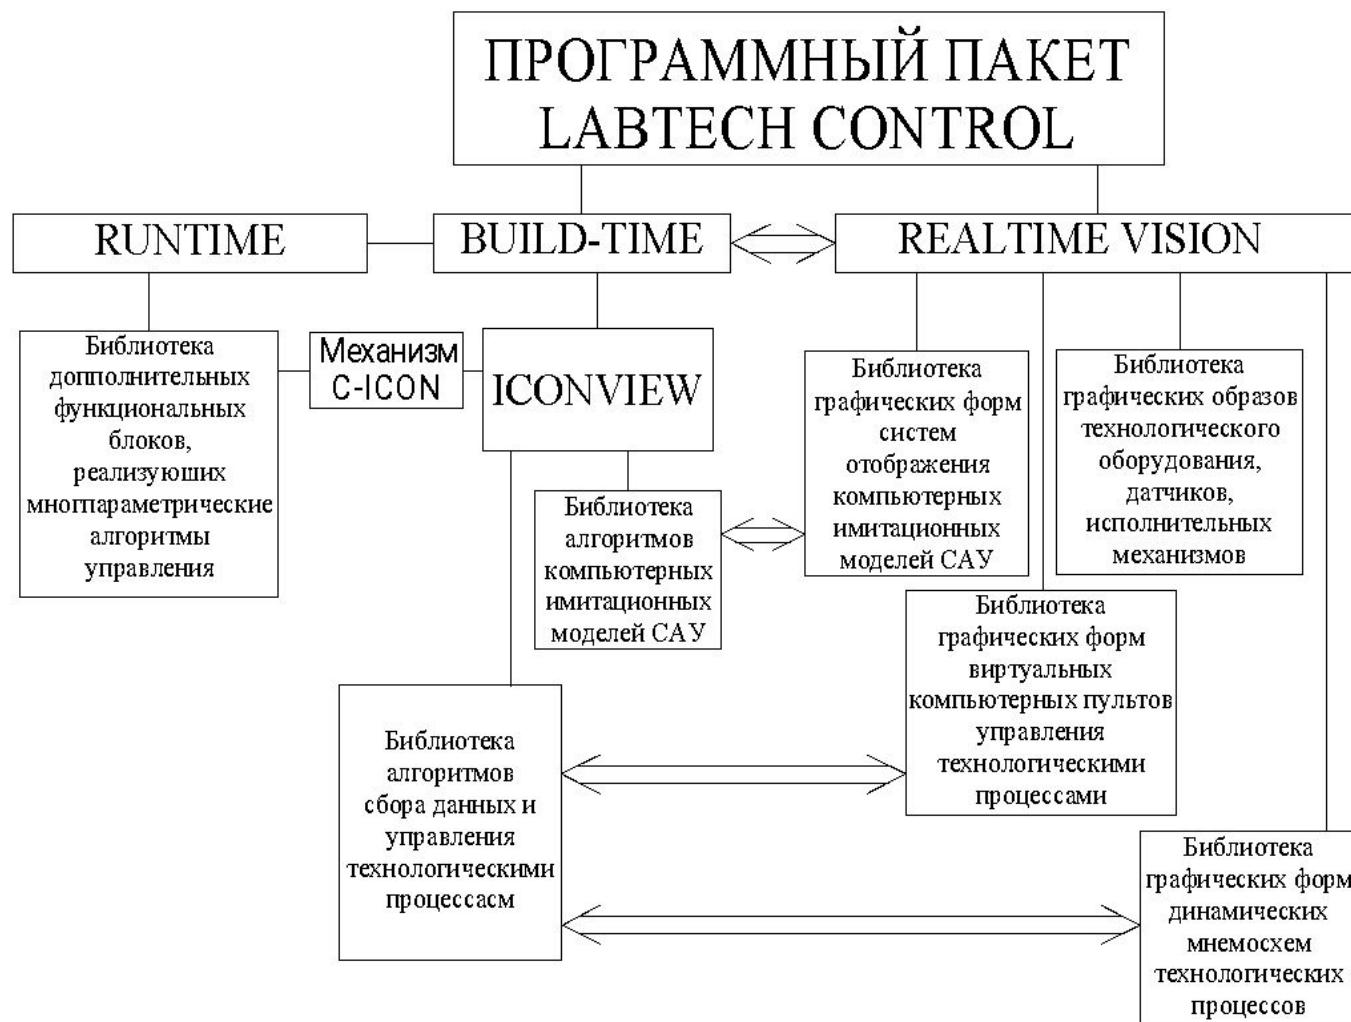 ПРОГРАММНЫЙ ПАКЕТ
LABTECH CONTROL
RUNTIME
BUILD-TIME
REALTIME VISION
Библиотека
допполнительных
функциональных
блоков,
реализуюших
многпараметрические
алгоритмы
управления
Механизм
C-ICON
ICONVIEW
Библиотека
графических форм
систем
отображения
компьютерных
имитационных
моделей САУ
Библиотека
графических образов
технологического
оборудования,
датчиков,
исполнительных
механизмов
Библиотека
алгоритмов
компьютерных
имитационных
моделей САУ
Библиотека
графических форм
виртуальных
компьютерных пультов
управления
технологическими
процессами
Библиотека
алгоритмов
сбора данных и
управления
технологическими
процессасм
Библиотека
графических форм
динамических
мнемосхем
технологических
процессов